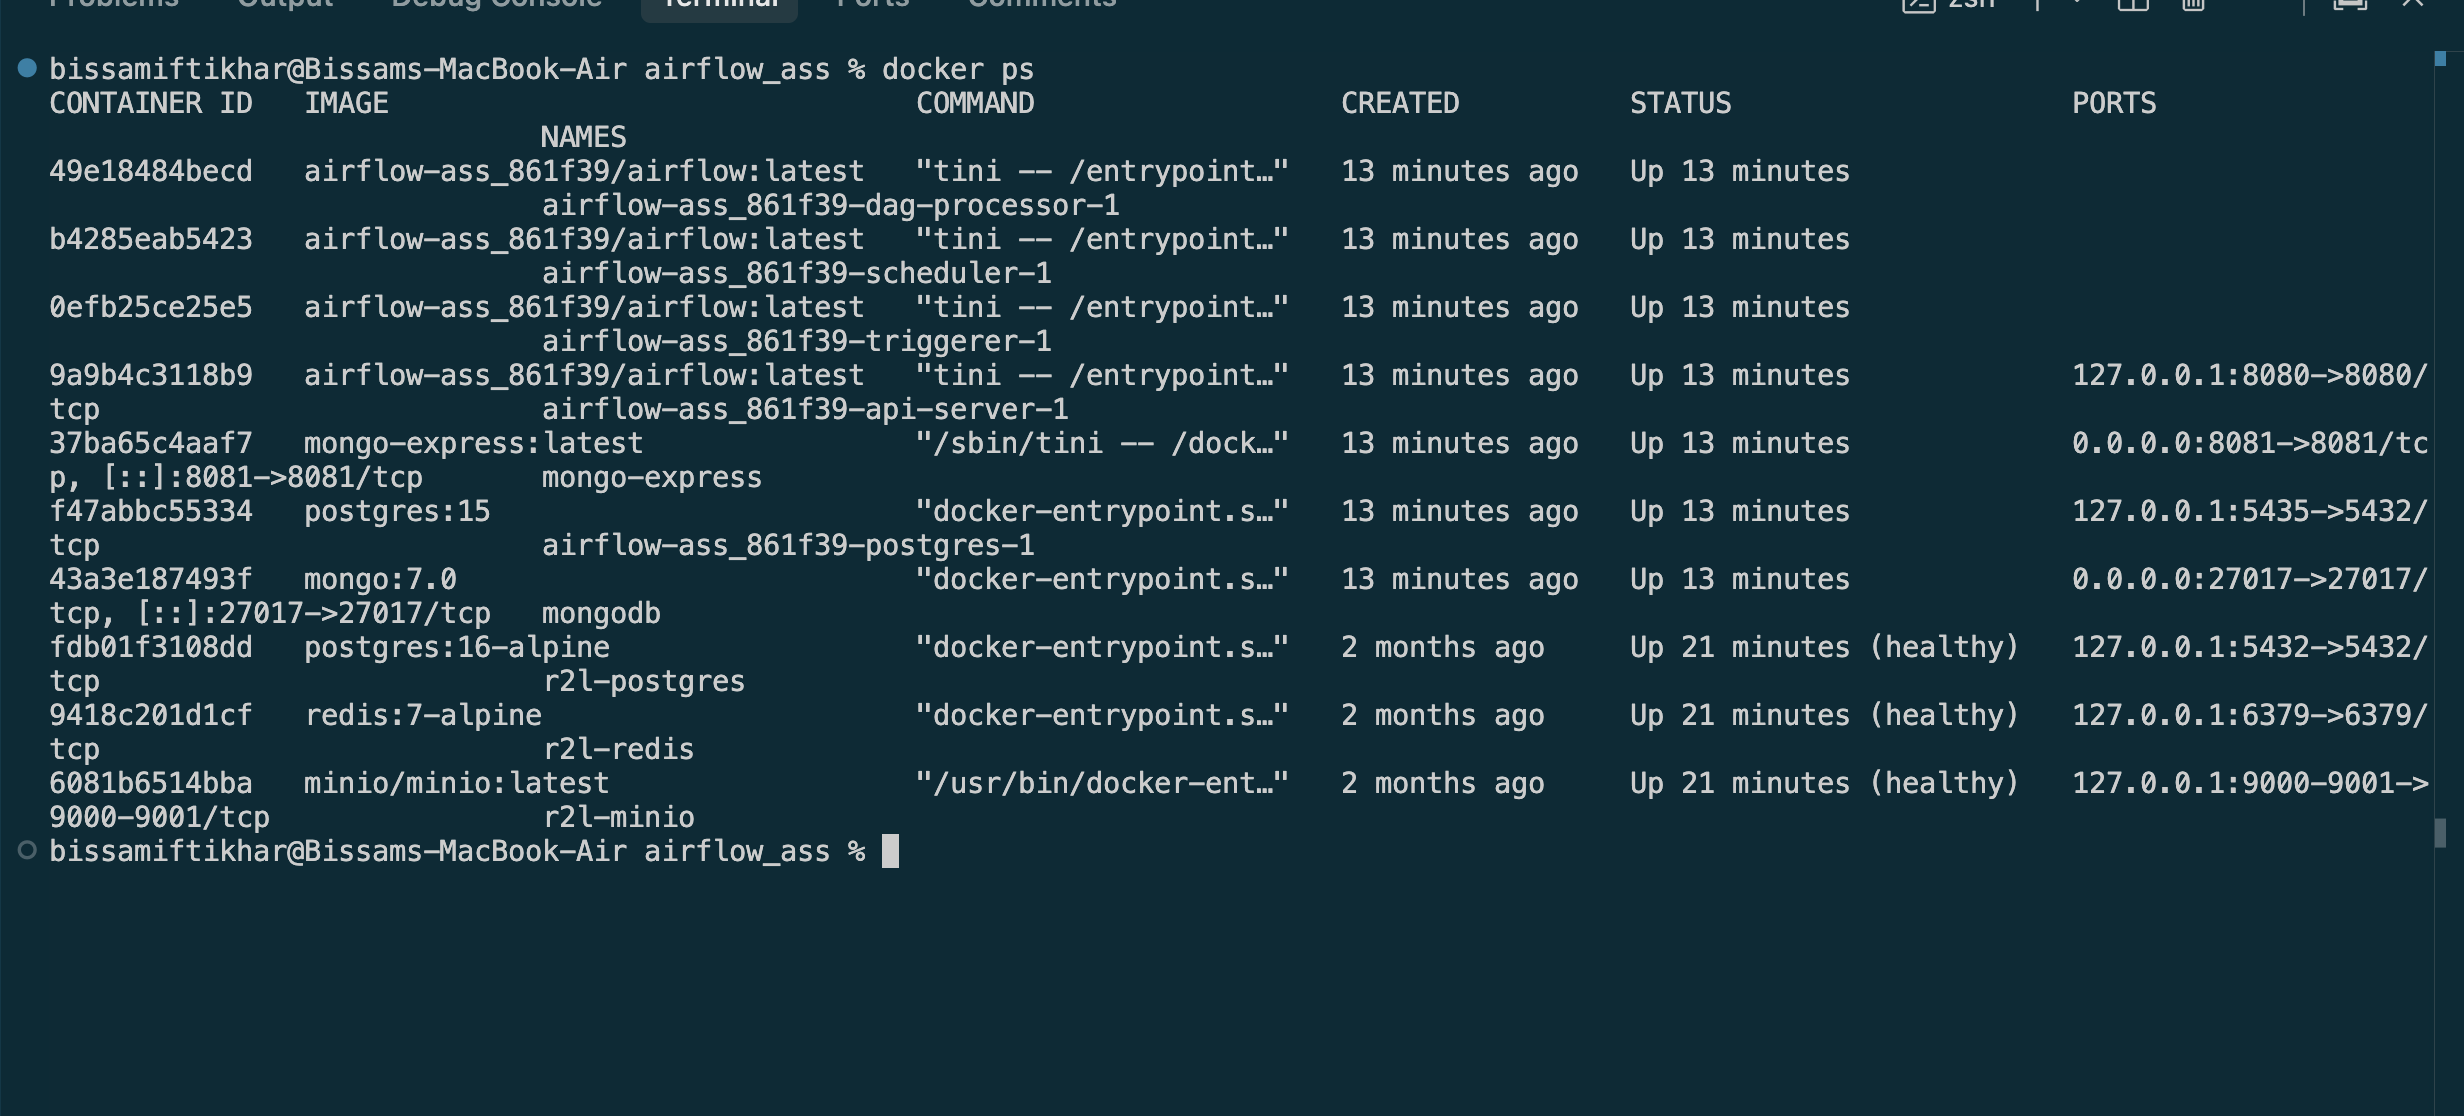 Problems Output Debug Console Terminal Ports Comments zsh
bissamiftikhar@Bissams-MacBook-Air airflow_ass % docker ps
CONTAINER ID   IMAGE                               COMMAND                  CREATED          STATUS                    PORTS
                             NAMES
49e18484becd   airflow-ass_861f39/airflow:latest   "tini -- /entrypoint…"   13 minutes ago   Up 13 minutes
                             airflow-ass_861f39-dag-processor-1
b4285eab5423   airflow-ass_861f39/airflow:latest   "tini -- /entrypoint…"   13 minutes ago   Up 13 minutes
                             airflow-ass_861f39-scheduler-1
0efb25ce25e5   airflow-ass_861f39/airflow:latest   "tini -- /entrypoint…"   13 minutes ago   Up 13 minutes
                             airflow-ass_861f39-triggerer-1
9a9b4c3118b9   airflow-ass_861f39/airflow:latest   "tini -- /entrypoint…"   13 minutes ago   Up 13 minutes             127.0.0.1:8080->8080/
tcp                          airflow-ass_861f39-api-server-1
37ba65c4aaf7   mongo-express:latest                "/sbin/tini -- /dock…"   13 minutes ago   Up 13 minutes             0.0.0.0:8081->8081/tc
p, [::]:8081->8081/tcp       mongo-express
f47abbc55334   postgres:15                         "docker-entrypoint.s…"   13 minutes ago   Up 13 minutes             127.0.0.1:5435->5432/
tcp                          airflow-ass_861f39-postgres-1
43a3e187493f   mongo:7.0                           "docker-entrypoint.s…"   13 minutes ago   Up 13 minutes             0.0.0.0:27017->27017/
tcp, [::]:27017->27017/tcp   mongodb
fdb01f3108dd   postgres:16-alpine                  "docker-entrypoint.s…"   2 months ago     Up 21 minutes (healthy)   127.0.0.1:5432->5432/
tcp                          r2l-postgres
9418c201d1cf   redis:7-alpine                      "docker-entrypoint.s…"   2 months ago     Up 21 minutes (healthy)   127.0.0.1:6379->6379/
tcp                          r2l-redis
6081b6514bba   minio/minio:latest                  "/usr/bin/docker-ent…"   2 months ago     Up 21 minutes (healthy)   127.0.0.1:9000-9001->
9000-9001/tcp                r2l-minio
bissamiftikhar@Bissams-MacBook-Air airflow_ass %